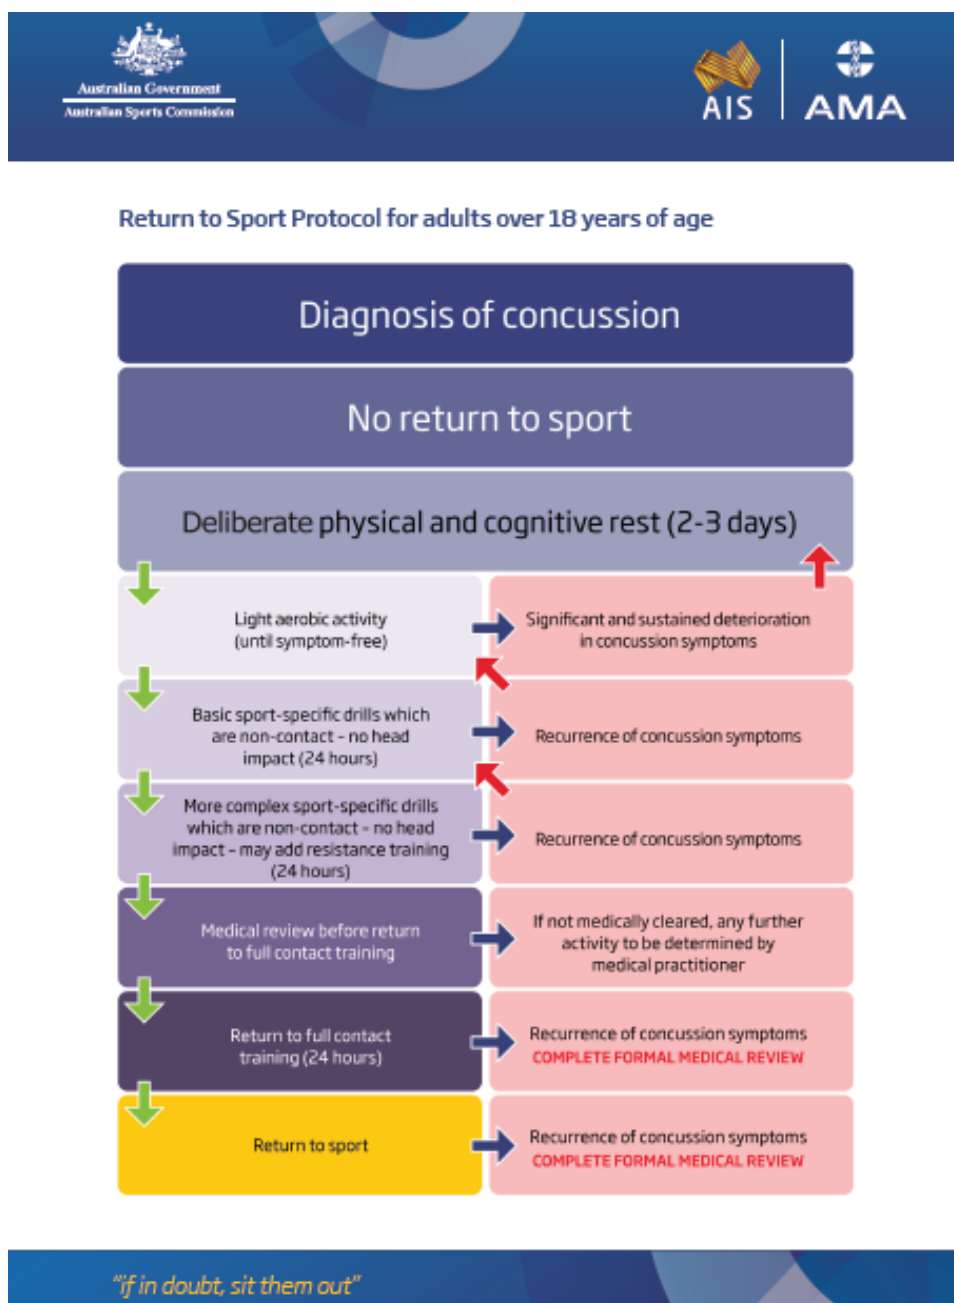 Australian Government
Australian Sports Commission
AIS
AMA
Return to Sport Protocol for adults over 18 years of age
Diagnosis of concussion
No return to sport
Deliberate physical and cognitive rest (2-3 days)
Light aerobic activity
(until symptom-free)
Significant and sustained deterioration
in concussion symptoms
Basic sport-specific drills which
are non-contact – no head
impact (24 hours)
Recurrence of concussion symptoms
More complex sport-specific drills
which are non-contact – no head
impact – may add resistance training
(24 hours)
Recurrence of concussion symptoms
Medical review before return
to full contact training
If not medically cleared, any further
activity to be determined by
medical practitioner
Return to full contact
training (24 hours)
Recurrence of concussion symptoms
COMPLETE FORMAL MEDICAL REVIEW
Return to sport
Recurrence of concussion symptoms
COMPLETE FORMAL MEDICAL REVIEW
"if in doubt, sit them out"